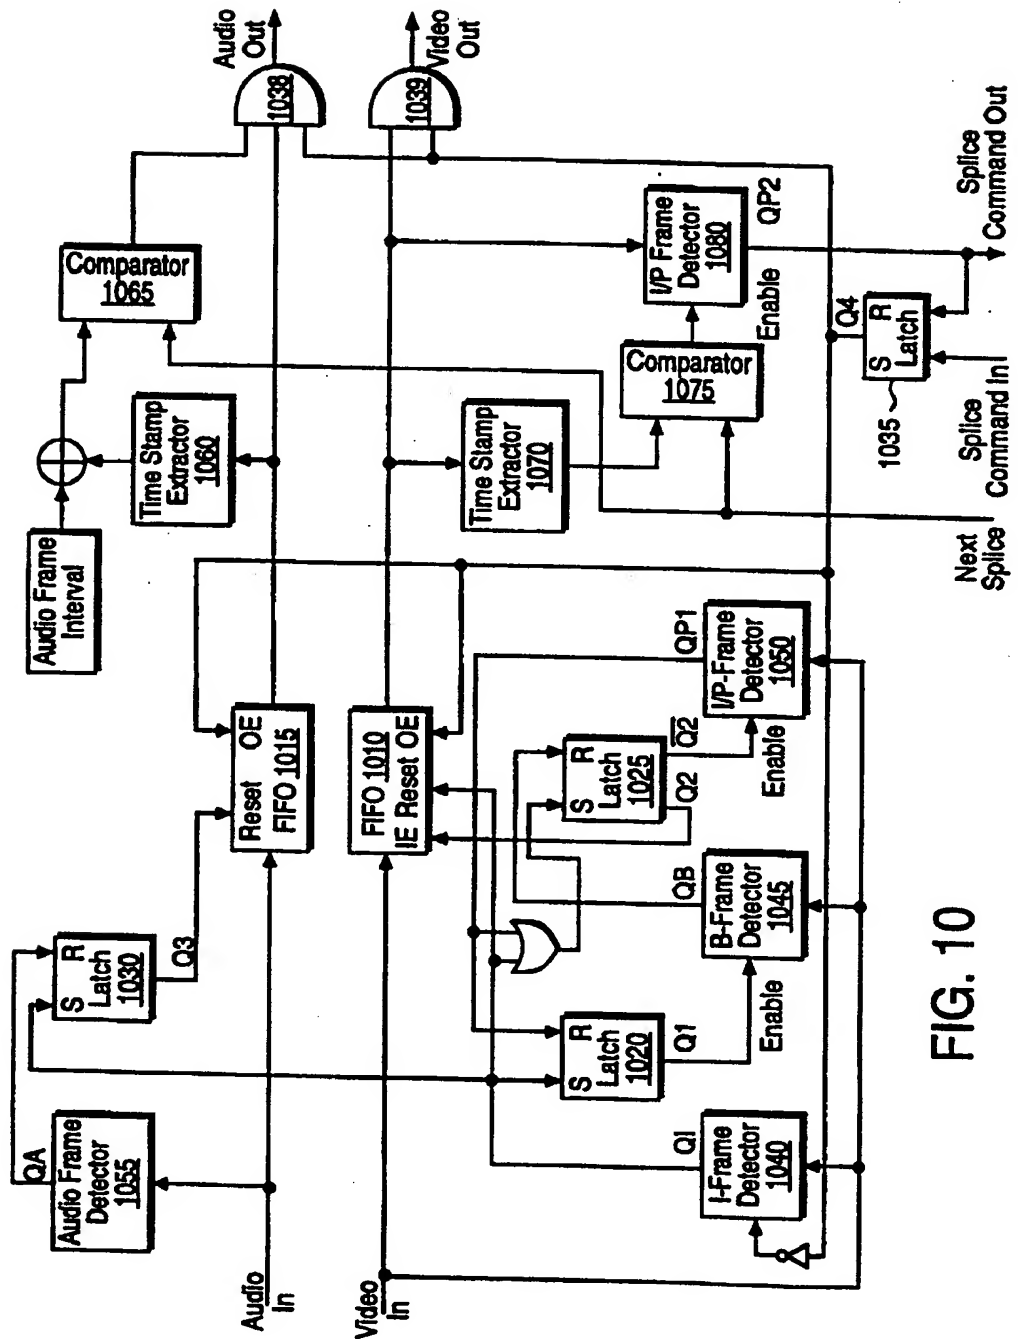 Audio
Out
Video
Out
1038
1039
Comparator
1065
Audio Frame
Interval
Time Stamp
Extractor
1060
Time Stamp
Extractor
1070
Comparator
1075
Enable
I/P Frame
Detector
1080
QP2
Q4
S R
Latch
1035
Splice
Command Out
Splice
Command In
Next
Splice
Reset OE
FIFO 1015
FIFO 1010
IE Reset OE
QA
Audio Frame
Detector
1055
S R
Latch
1030
Q3
S R
Latch
1025
Q2
Q2
S R
Latch
1020
Q1
Enable
QI
I-Frame
Detector
1040
QB
B-Frame
Detector
1045
Enable
QP1
I/P-Frame
Detector
1050
Audio
In
Video
In
FIG. 10